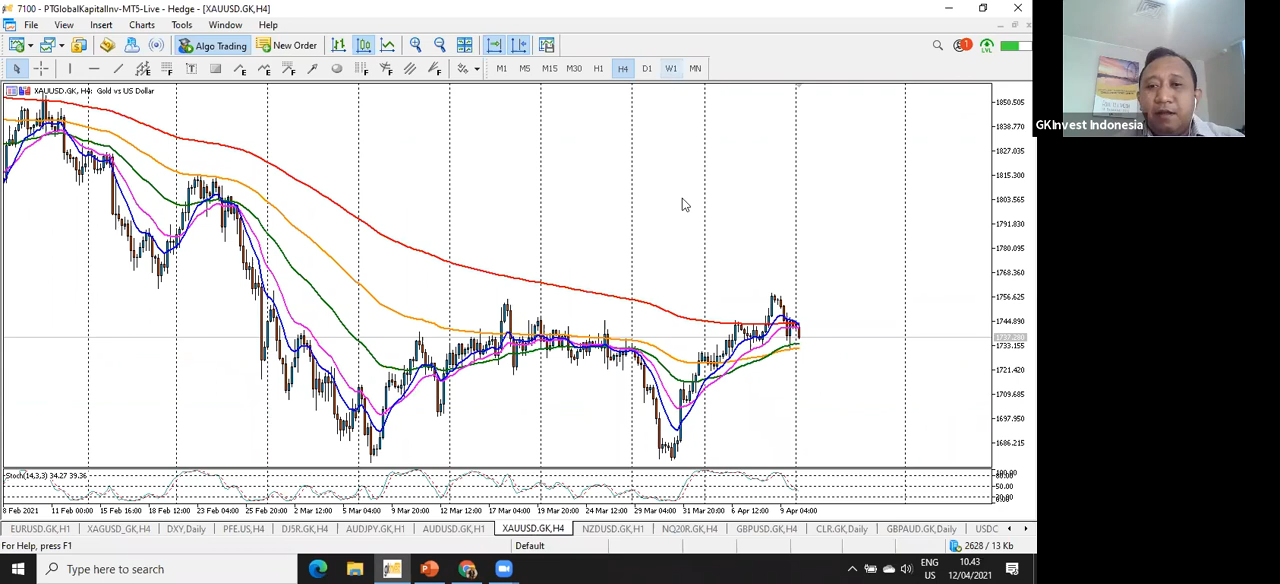 7100 - PTGlobalKapitalInv-MT5-Live - Hedge - [XAUUSD.GK,H4]
File View Insert Charts Tools Window Help
Algo Trading New Order
1
LVL
M1 M5 M15 M30 H1 H4 D1 W1 MN
XAUUSD.GK, H4: Gold vs US Dollar
GKInvest Indonesia
1850.505
1838.770
1827.035
1815.300
1803.565
1791.830
1780.095
1768.360
1756.625
1744.890
1733.155
1721.420
1709.685
1697.950
1686.215
Stoch(14,3,3) 34.27 39.36
100.00
50.00
20.00
8 Feb 2021 11 Feb 00:00 15 Feb 16:00 18 Feb 12:00 25 Feb 20:00 2 Mar 12:00 5 Mar 04:00 9 Mar 20:00 12 Mar 12:00 17 Mar 04:00 19 Mar 20:00 24 Mar 12:00 29 Mar 04:00 31 Mar 20:00 6 Apr 12:00 9 Apr 04:00
EURUSD.GK,H1 XAGUSD_GK,H4 DXY,Daily PFE.US,H4 DJ5R.GK,H4 AUDJPY.GK,H1 AUDUSD.GK,H1 XAUUSD.GK,H4 NZDUSD.GK,H1 NQ20R.GK,H4 GBPUSD.GK,H4 CLR.GK,Daily GBPAUD.GK,Daily USDC
For Help, press F1 Default 2628 / 13 Kb
Type here to search
ENG
US
10.43
12/04/2021